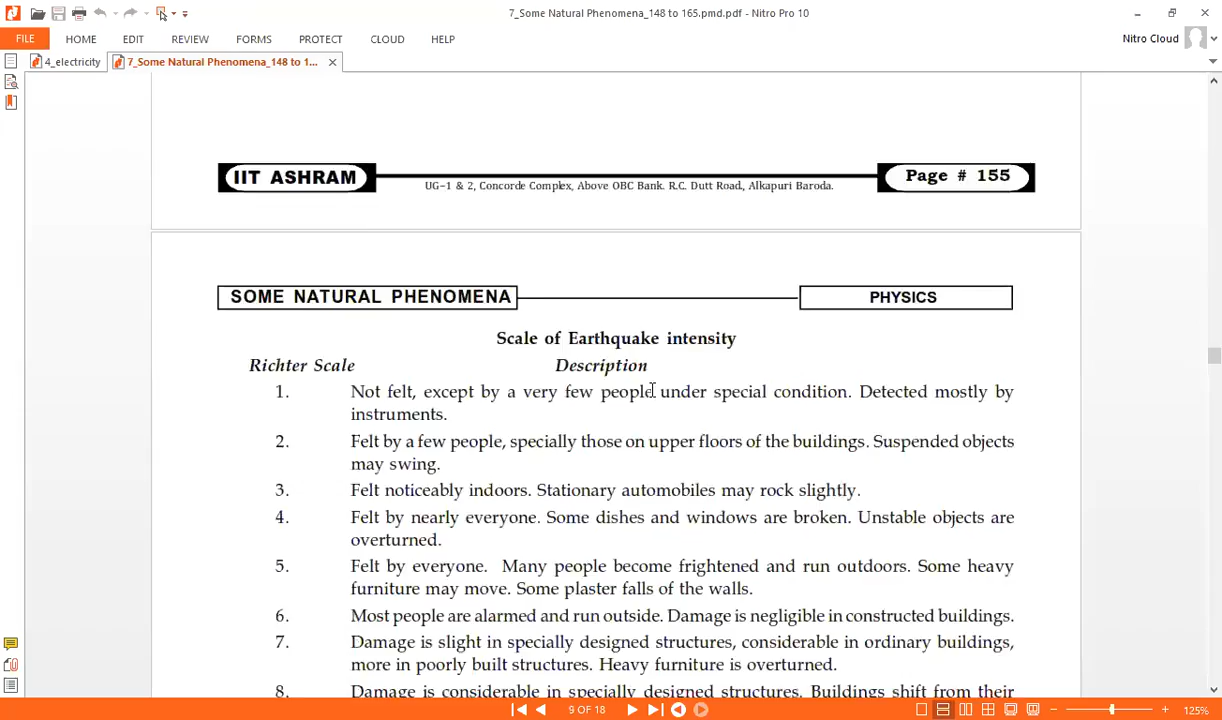 7_Some Natural Phenomena_148 to 165.pmd.pdf - Nitro Pro 10
FILE HOME EDIT REVIEW FORMS PROTECT CLOUD HELP Nitro Cloud
4_electricity 7_Some Natural Phenomena_148 to 1...
IIT ASHRAM UG-1 & 2, Concorde Complex, Above OBC Bank. R.C. Dutt Road., Alkapuri Baroda. Page # 155
SOME NATURAL PHENOMENA PHYSICS
Scale of Earthquake intensity
Richter Scale Description
1. Not felt, except by a very few people under special condition. Detected mostly by
instruments.
2. Felt by a few people, specially those on upper floors of the buildings. Suspended objects
may swing.
3. Felt noticeably indoors. Stationary automobiles may rock slightly.
4. Felt by nearly everyone. Some dishes and windows are broken. Unstable objects are
overturned.
5. Felt by everyone. Many people become frightened and run outdoors. Some heavy
furniture may move. Some plaster falls of the walls.
6. Most people are alarmed and run outside. Damage is negligible in constructed buildings.
7. Damage is slight in specially designed structures, considerable in ordinary buildings,
more in poorly built structures. Heavy furniture is overturned.
8. Damage is considerable in specially designed structures. Buildings shift from their
9 OF 18 125%